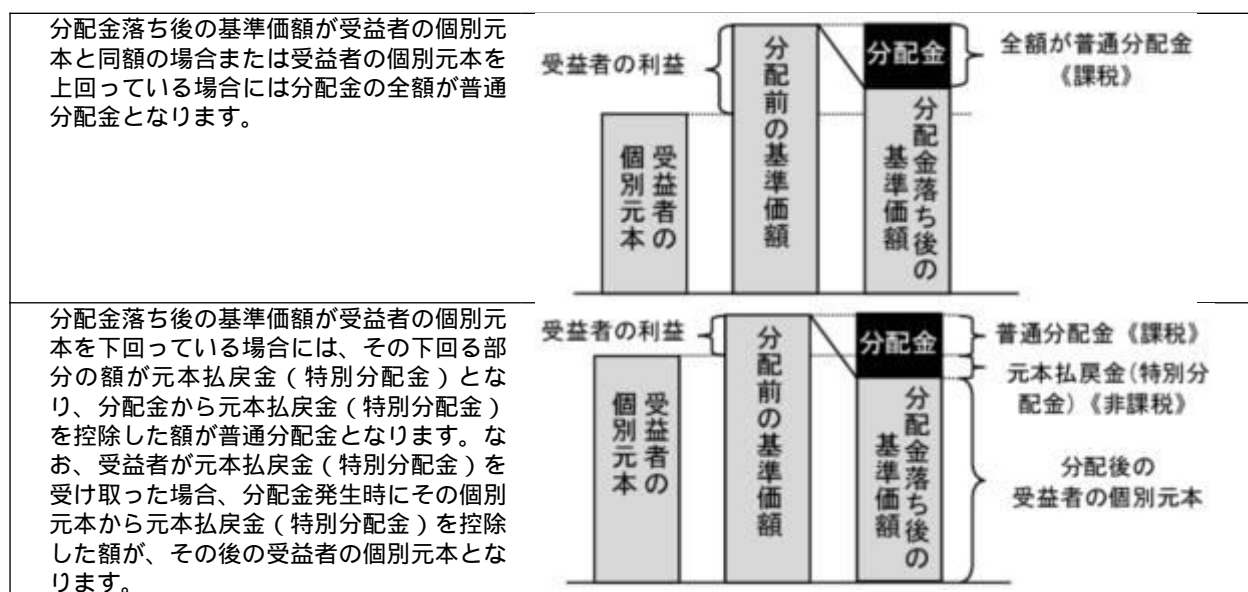 分配金落ち後の基準価額が受益者の個別元
本と同額の場合または受益者の個別元本を
上回っている場合には分配金の全額が普通
分配金となります。
受益者の利益
受益者の
個別元本
分配前の基準価額
分配金
分配金落ち後の
基準価額
全額が普通分配金
《課税》
分配金落ち後の基準価額が受益者の個別元
本を下回っている場合には、その下回る部
分の額が元本払戻金(特別分配金)とな
り、分配金から元本払戻金(特別分配金)
を控除した額が普通分配金となります。な
お、受益者が元本払戻金(特別分配金)を
受け取った場合、分配金発生時にその個別
元本から元本払戻金(特別分配金)を控除
した額が、その後の受益者の個別元本とな
ります。
受益者の利益
受益者の
個別元本
分配前の基準価額
分配金
分配金落ち後の
基準価額
普通分配金《課税》
元本払戻金(特別分
配金)《非課税》
分配後の
受益者の個別元本